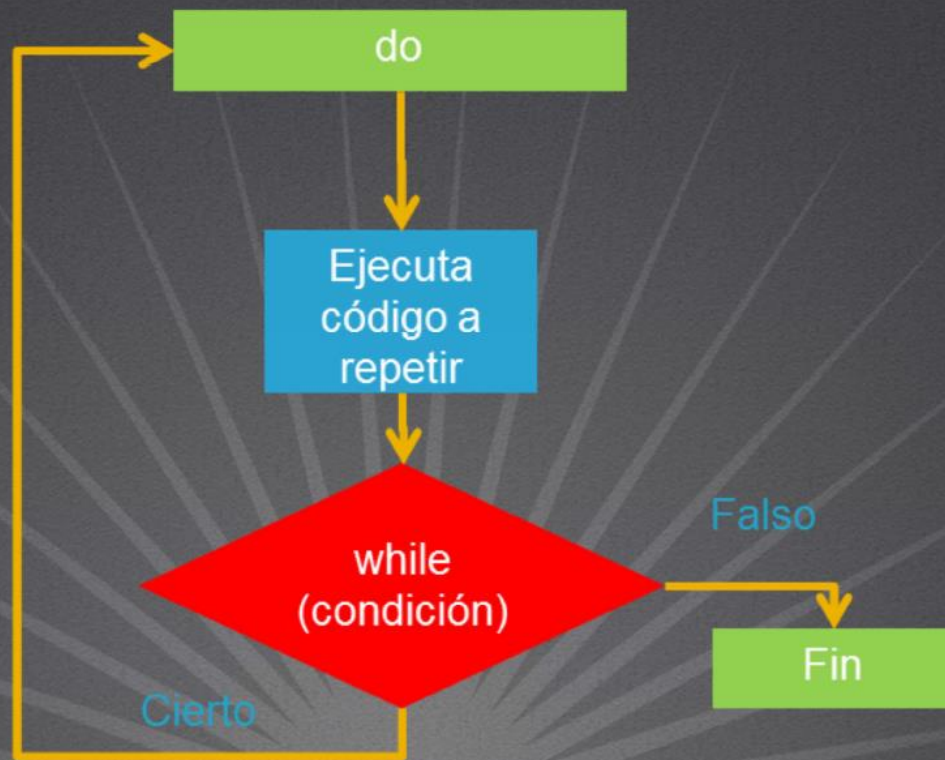 do
Ejecuta
código a
repetir
Falso
while
(condición)
Fin
Cierto